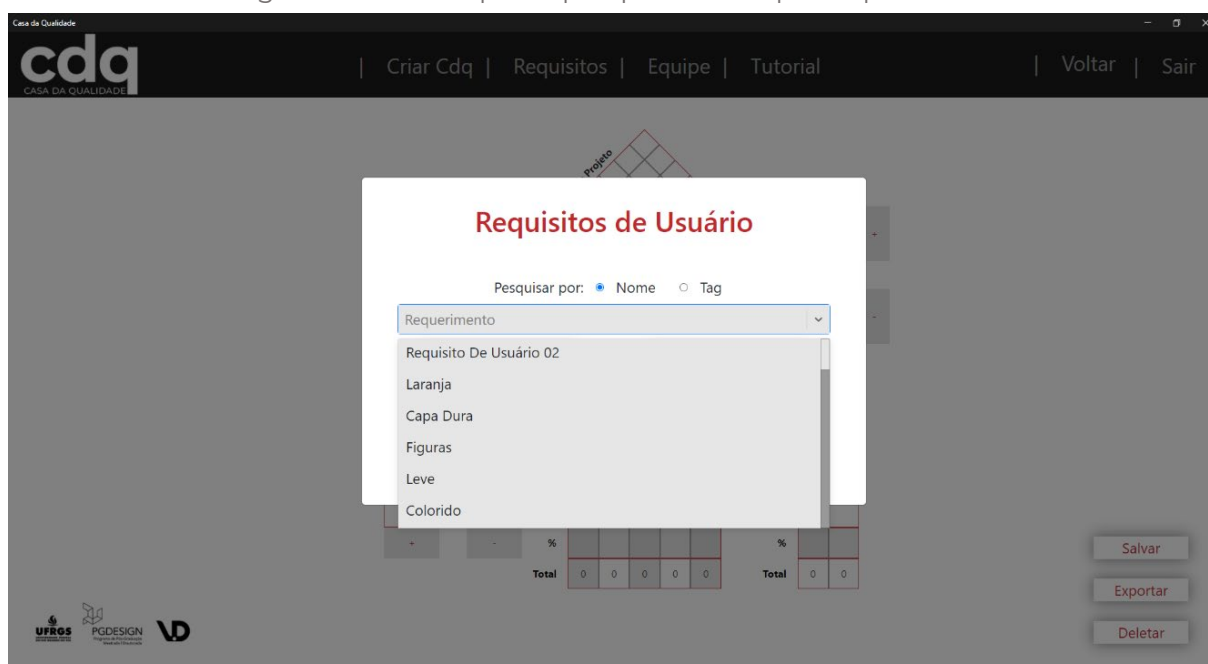 Casa da Qualidade
cdq
CASA DA QUALIDADE
| Criar Cdq | Requisitos | Equipe | Tutorial
| Voltar | Sair
Projeto
Requisitos de Usuário
Pesquisar por: Nome Tag
Requerimento
Requisito De Usuário 02
Laranja
Capa Dura
Figuras
Leve
Colorido
+ - % %
Total 0 0 0 0 0 Total 0 0
Salvar
Exportar
Deletar
UFRGS
PGDESIGN
VD